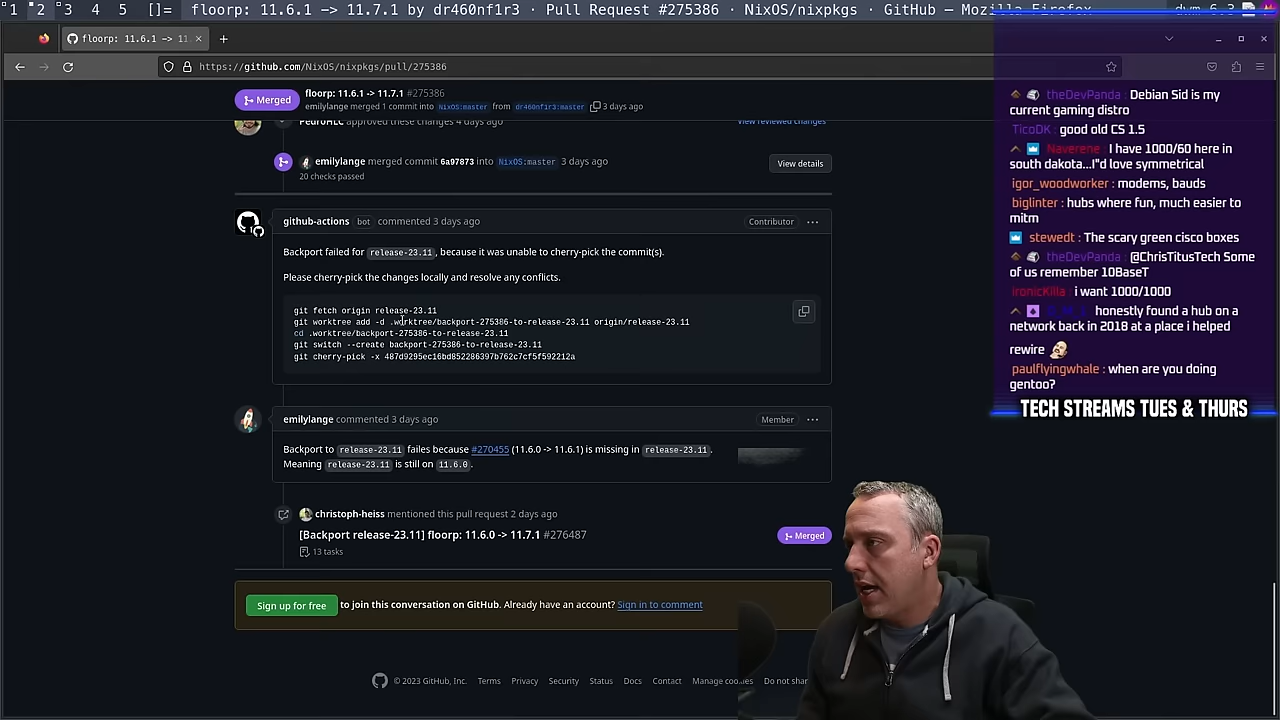 1 2 3 4 5 []= floorp: 11.6.1 -> 11.7.1 by dr460nf1r3 · Pull Request #275386 · NixOS/nixpkgs · GitHub — Mozilla Firefox dwm-6.3
floorp: 11.6.1 -> 11
https://github.com/NixOS/nixpkgs/pull/275386
Merged
floorp: 11.6.1 -> 11.7.1 #275386
emilylange merged 1 commit into NixOS:master from dr460nf1r3:master 3 days ago
PedroHLC approved these changes 4 days ago
View reviewed changes
emilylange merged commit 6a97873 into NixOS:master 3 days ago
View details
20 checks passed
github-actions bot commented 3 days ago
Contributor
Backport failed for release-23.11, because it was unable to cherry-pick the commit(s).
Please cherry-pick the changes locally and resolve any conflicts.
git fetch origin release-23.11
git worktree add -d .worktree/backport-275386-to-release-23.11 origin/release-23.11
cd .worktree/backport-275386-to-release-23.11
git switch --create backport-275386-to-release-23.11
git cherry-pick -x 487d9295ec16bd852286397b762c7cf5f592212a
emilylange commented 3 days ago
Member
Backport to release-23.11 failes because #270455 (11.6.0 -> 11.6.1) is missing in release-23.11.
Meaning release-23.11 is still on 11.6.0.
christoph-heiss mentioned this pull request 2 days ago
[Backport release-23.11] floorp: 11.6.0 -> 11.7.1 #276487
Merged
13 tasks
Sign up for free to join this conversation on GitHub. Already have an account? Sign in to comment
© 2023 GitHub, Inc. Terms Privacy Security Status Docs Contact Manage cookies Do not shar
theDevPanda : Debian Sid is my
current gaming distro
TicoDK : good old CS 1.5
Naverene : I have 1000/60 here in
south dakota...I"d love symmetrical
igor_woodworker : modems, bauds
biglinter : hubs where fun, much easier to
mitm
stewedt : The scary green cisco boxes
theDevPanda : @ChrisTitusTech Some
of us remember 10BaseT
ironicKilla : i want 1000/1000
honestly found a hub on a
network back in 2018 at a place i helped
rewire
paulflyingwhale : when are you doing
gentoo?
TECH STREAMS TUES & THURS